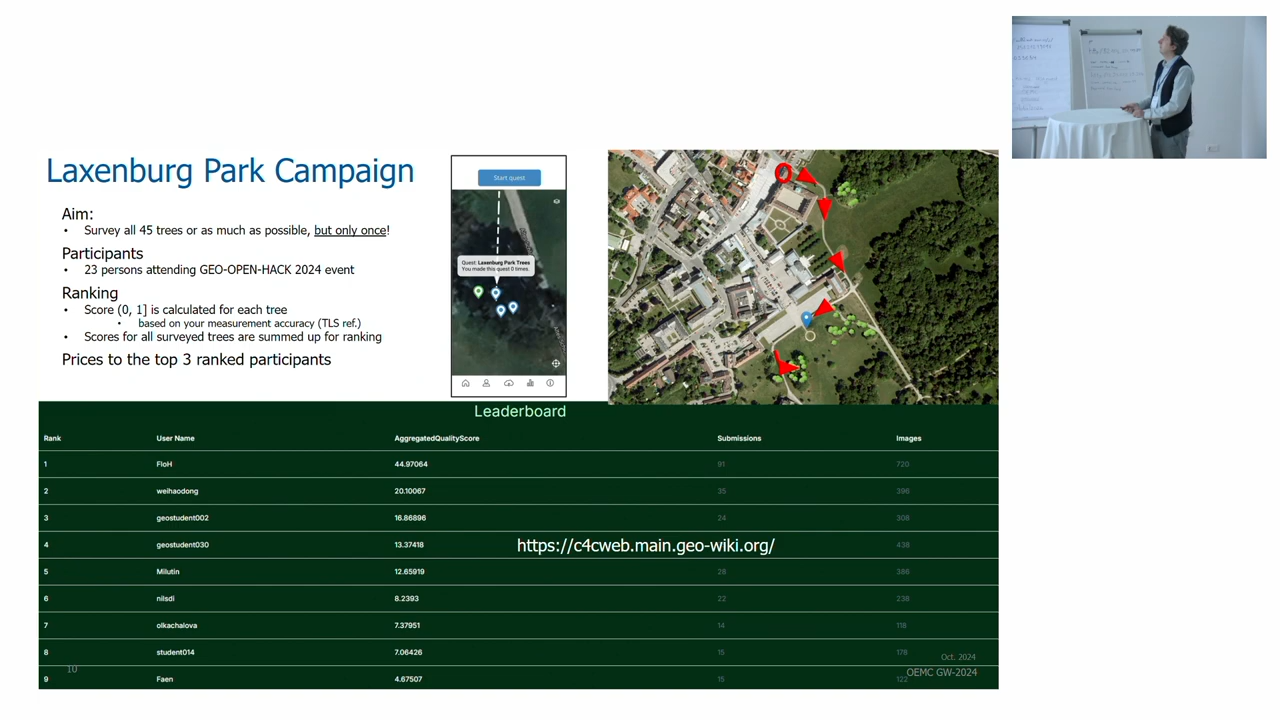 Laxenburg Park Campaign
Aim:
• Survey all 45 trees or as much as possible, but only once!
Participants
• 23 persons attending GEO-OPEN-HACK 2024 event
Ranking
• Score (0, 1] is calculated for each tree
• based on your measurement accuracy (TLS ref.)
• Scores for all surveyed trees are summed up for ranking
Prices to the top 3 ranked participants
Start quest
Quest: Laxenburg Park Trees
You made this quest 0 times.
Leaderboard
Rank User Name AggregatedQualityScore Submissions Images
1 FloH 44.97064 91 720
2 weihaodong 20.10067 35 396
3 geostudent002 16.86896 24 308
4 geostudent030 13.37418 438
https://c4cweb.main.geo-wiki.org/
5 Milutin 12.65919 28 386
6 nilsdi 8.2393 22 238
7 olkachalova 7.37951 14 118
8 student014 7.06426 15 178
9 Faen 4.67507 15 122
10
Oct. 2024
OEMC GW-2024